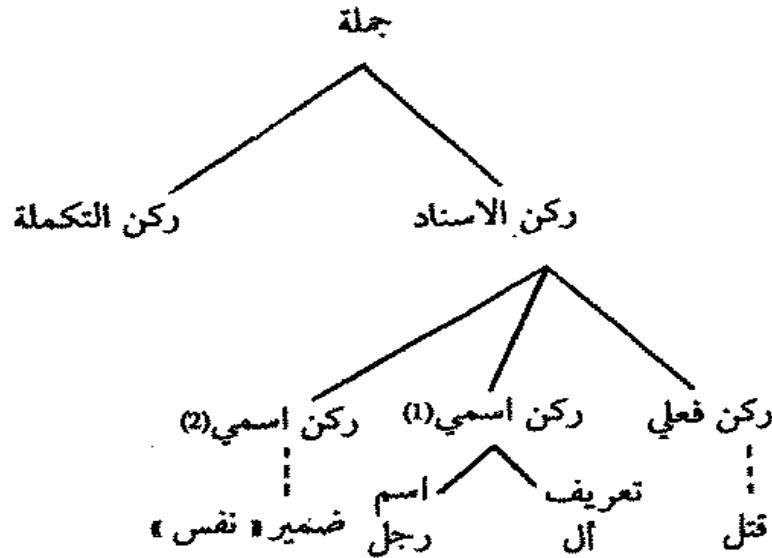 جملة
ركن الاسناد ركن التكملة
ركن فعلي ركن اسمي(1) ركن اسمي(2)
تعريف اسم
قتل أل رجل ضمير « نفس »